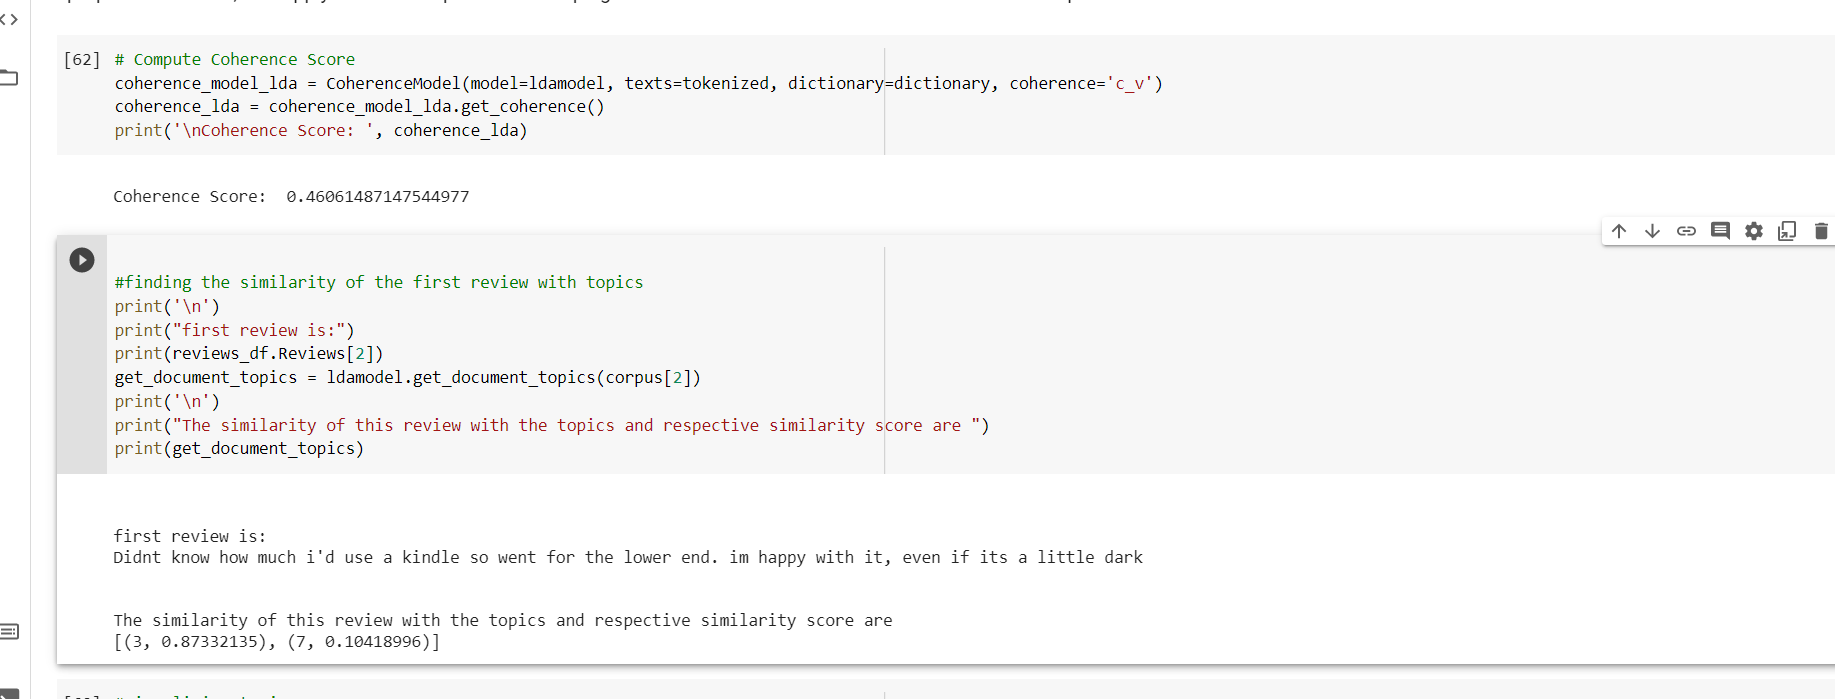 [62] # Compute Coherence Score
coherence_model_lda = CoherenceModel(model=ldamodel, texts=tokenized, dictionary=dictionary, coherence='c_v')
coherence_lda = coherence_model_lda.get_coherence()
print('\nCoherence Score: ', coherence_lda)
Coherence Score:  0.46061487147544977
#finding the similarity of the first review with topics
print('\n')
print("first review is:")
print(reviews_df.Reviews[2])
get_document_topics = ldamodel.get_document_topics(corpus[2])
print('\n')
print("The similarity of this review with the topics and respective similarity score are ")
print(get_document_topics)
first review is:
Didnt know how much i'd use a kindle so went for the lower end. im happy with it, even if its a little dark
The similarity of this review with the topics and respective similarity score are
[(3, 0.87332135), (7, 0.10418996)]